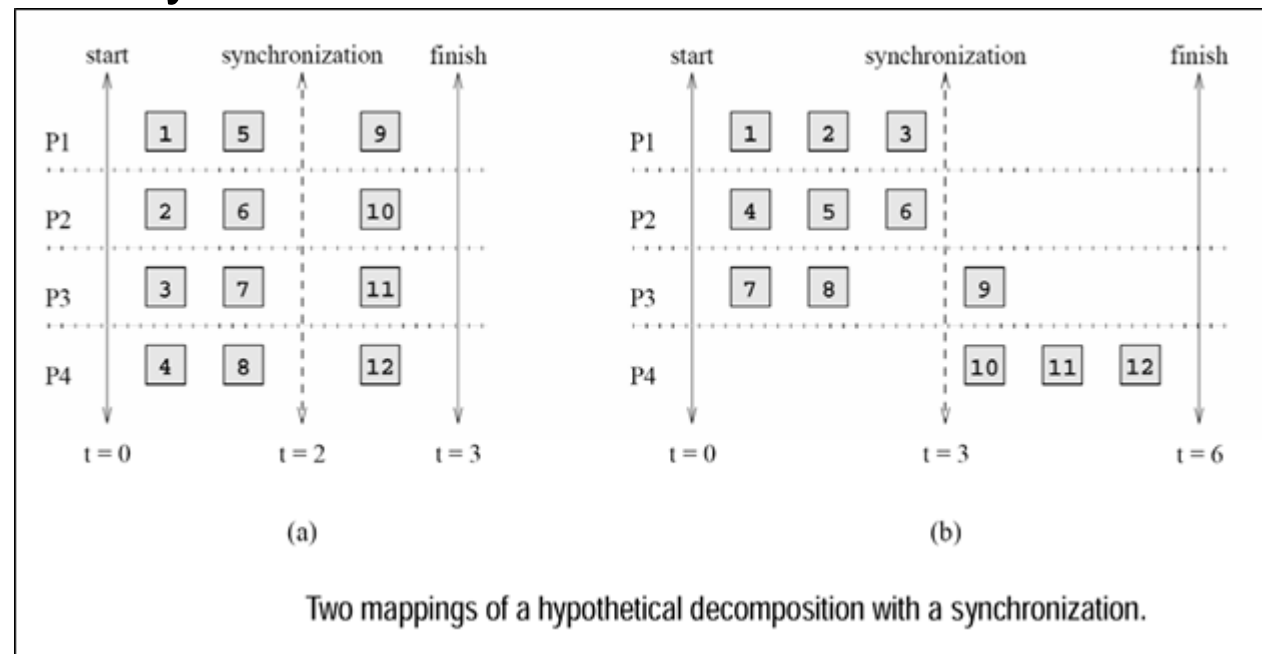 start synchronization finish
P1 1 5 9
P2 2 6 10
P3 3 7 11
P4 4 8 12
t = 0 t = 2 t = 3
(a)
start synchronization finish
P1 1 2 3
P2 4 5 6
P3 7 8 9
P4 10 11 12
t = 0 t = 3 t = 6
(b)
Two mappings of a hypothetical decomposition with a synchronization.